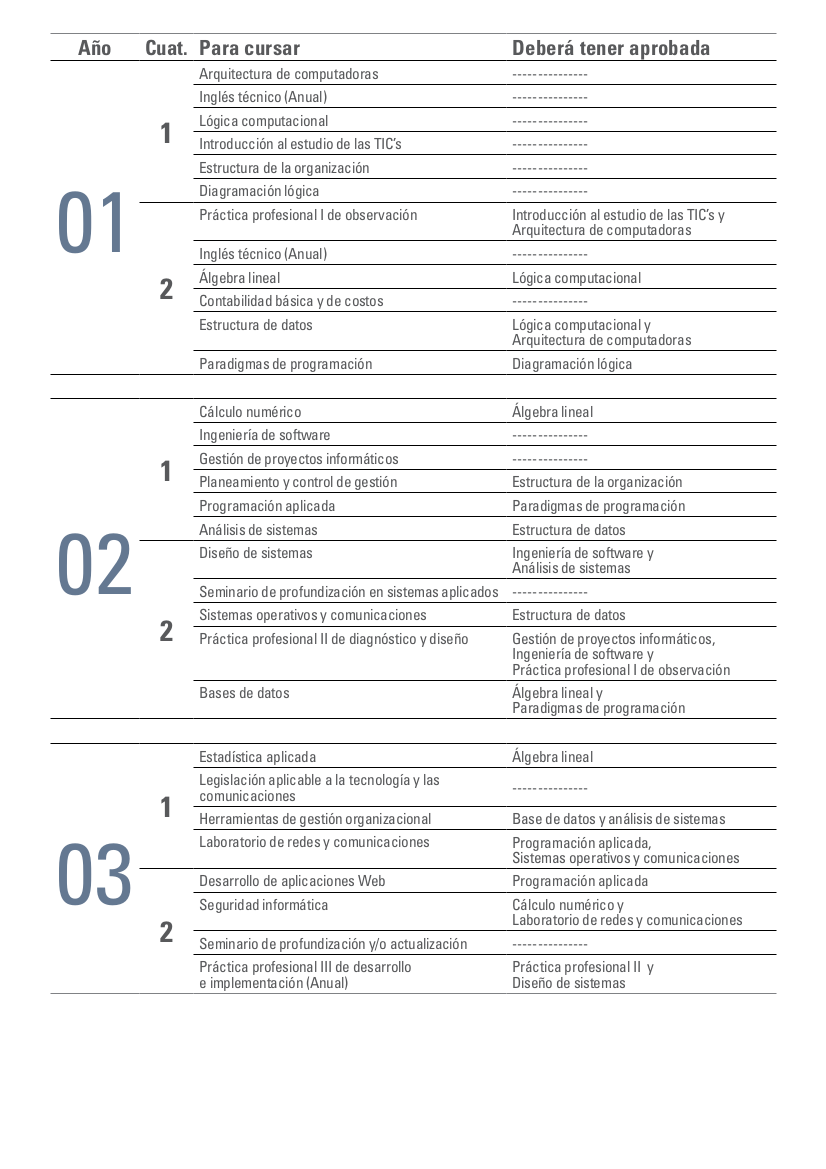 Año Cuat. Para cursar Deberá tener aprobada
01
1
Arquitectura de computadoras ---------------
Inglés técnico (Anual) ---------------
Lógica computacional ---------------
Introducción al estudio de las TIC’s ---------------
Estructura de la organización ---------------
Diagramación lógica ---------------
2
Práctica profesional I de observación Introducción al estudio de las TIC’s y
Arquitectura de computadoras
Inglés técnico (Anual) ---------------
Álgebra lineal Lógica computacional
Contabilidad básica y de costos ---------------
Estructura de datos Lógica computacional y
Arquitectura de computadoras
Paradigmas de programación Diagramación lógica
02
1
Cálculo numérico Álgebra lineal
Ingeniería de software ---------------
Gestión de proyectos informáticos ---------------
Planeamiento y control de gestión Estructura de la organización
Programación aplicada Paradigmas de programación
Análisis de sistemas Estructura de datos
2
Diseño de sistemas Ingeniería de software y
Análisis de sistemas
Seminario de profundización en sistemas aplicados ---------------
Sistemas operativos y comunicaciones Estructura de datos
Práctica profesional II de diagnóstico y diseño Gestión de proyectos informáticos,
Ingeniería de software y
Práctica profesional I de observación
Bases de datos Álgebra lineal y
Paradigmas de programación
03
1
Estadística aplicada Álgebra lineal
Legislación aplicable a la tecnología y las
comunicaciones ---------------
Herramientas de gestión organizacional Base de datos y análisis de sistemas
Laboratorio de redes y comunicaciones Programación aplicada,
Sistemas operativos y comunicaciones
2
Desarrollo de aplicaciones Web Programación aplicada
Seguridad informática Cálculo numérico y
Laboratorio de redes y comunicaciones
Seminario de profundización y/o actualización ---------------
Práctica profesional III de desarrollo Práctica profesional II y
e implementación (Anual) Diseño de sistemas